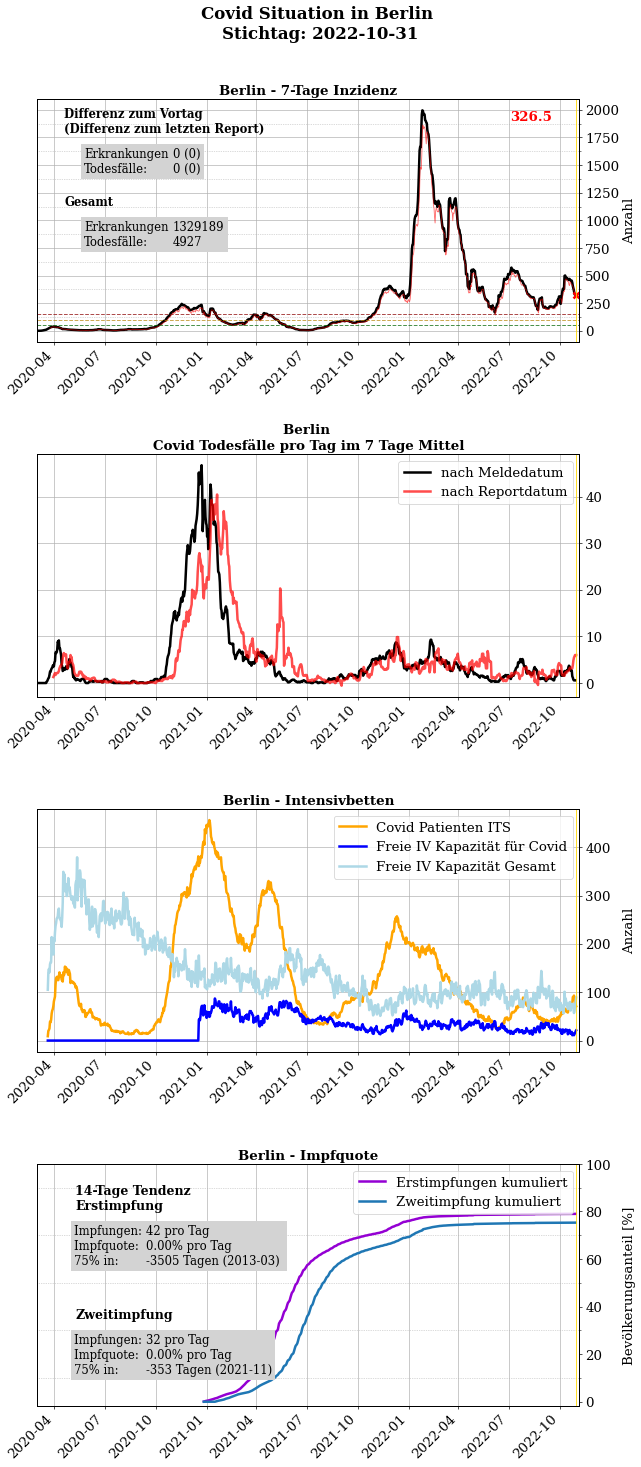 Covid Situation in Berlin
Stichtag: 2022-10-31
Berlin - 7-Tage Inzidenz
Differenz zum Vortag
(Differenz zum letzten Report)
Erkrankungen 0 (0)
Todesfälle: 0 (0)
Gesamt
Erkrankungen 1329189
Todesfälle: 4927
326.5
2000
1750
1500
1250
1000
750
500
250
0
Anzahl
2020-04
2020-07
2020-10
2021-01
2021-04
2021-07
2021-10
2022-01
2022-04
2022-07
2022-10
Berlin
Covid Todesfälle pro Tag im 7 Tage Mittel
nach Meldedatum
nach Reportdatum
40
30
20
10
0
2020-04
2020-07
2020-10
2021-01
2021-04
2021-07
2021-10
2022-01
2022-04
2022-07
2022-10
Berlin - Intensivbetten
Covid Patienten ITS
Freie IV Kapazität für Covid
Freie IV Kapazität Gesamt
400
300
200
100
0
Anzahl
2020-04
2020-07
2020-10
2021-01
2021-04
2021-07
2021-10
2022-01
2022-04
2022-07
2022-10
Berlin - Impfquote
14-Tage Tendenz
Erstimpfung
Impfungen: 42 pro Tag
Impfquote: 0.00% pro Tag
75% in: -3505 Tagen (2013-03)
Zweitimpfung
Impfungen: 32 pro Tag
Impfquote: 0.00% pro Tag
75% in: -353 Tagen (2021-11)
Erstimpfungen kumuliert
Zweitimpfung kumuliert
100
80
60
40
20
0
Bevölkerungsanteil [%]
2020-04
2020-07
2020-10
2021-01
2021-04
2021-07
2021-10
2022-01
2022-04
2022-07
2022-10